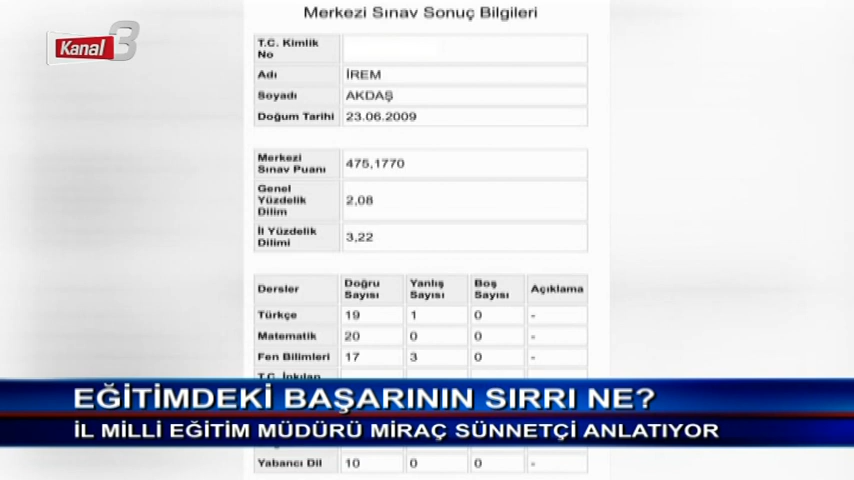 Merkezi Sınav Sonuç Bilgileri
Kanal 3
T.C. Kimlik
No
Adı İREM
Soyadı AKDAŞ
Doğum Tarihi 23.06.2009
Merkezi
Sınav Puanı 475,1770
Genel
Yüzdelik
Dilim 2,08
İl Yüzdelik
Dilimi 3,22
Dersler Doğru Sayısı Yanlış Sayısı Boş Sayısı Açıklama
Türkçe 19 1 0 -
Matematik 20 0 0 -
Fen Bilimleri 17 3 0 -
T.C. İnkılap
EĞİTİMDEKİ BAŞARININ SIRRI NE?
İL MİLLİ EĞİTİM MÜDÜRÜ MİRAÇ SÜNNETÇİ ANLATIYOR
Yabancı Dil 10 0 0 -